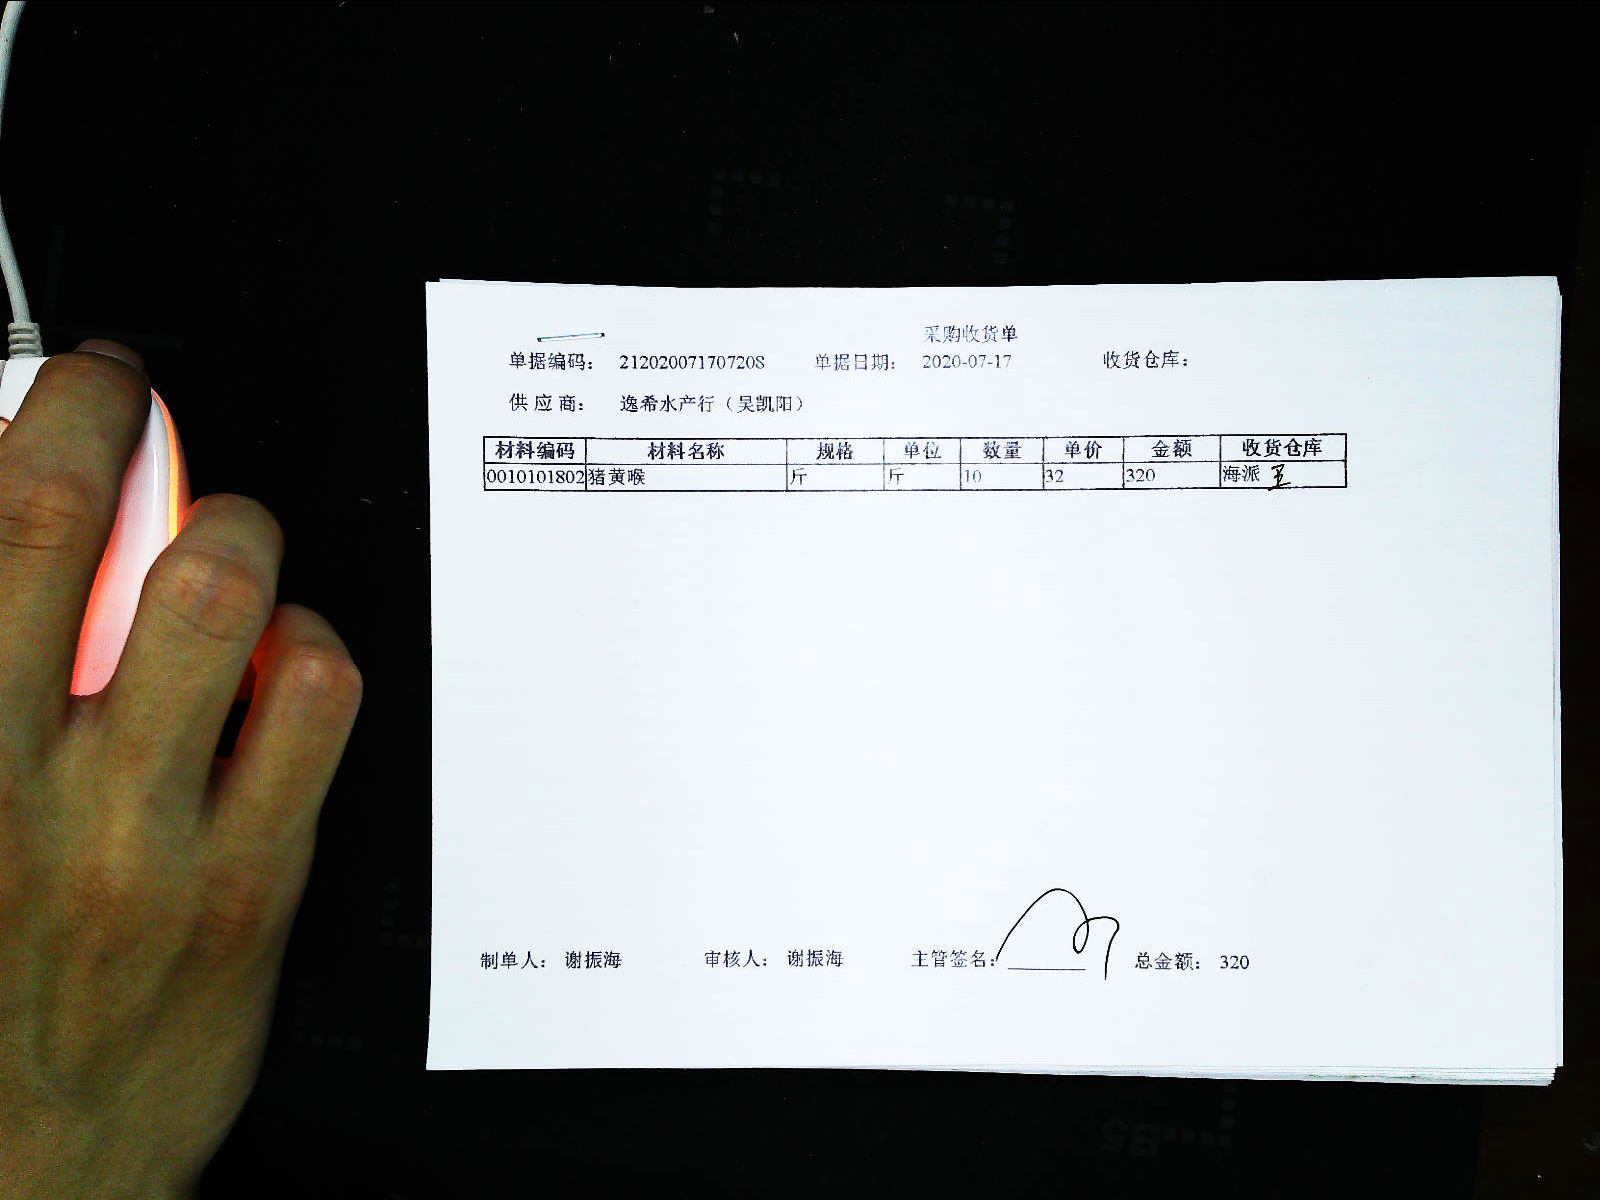 采购收货单
单据编码： 21202007170720S 单据日期： 2020-07-17 收货仓库：
供 应 商： 逸希水产行（吴凯阳）
材料编码 材料名称 规格 单位 数量 单价 金额 收货仓库
0010101802 猪黄喉 斤 斤 10 32 320 海派
制单人： 谢振海 审核人： 谢振海 主管签名： 总金额： 320